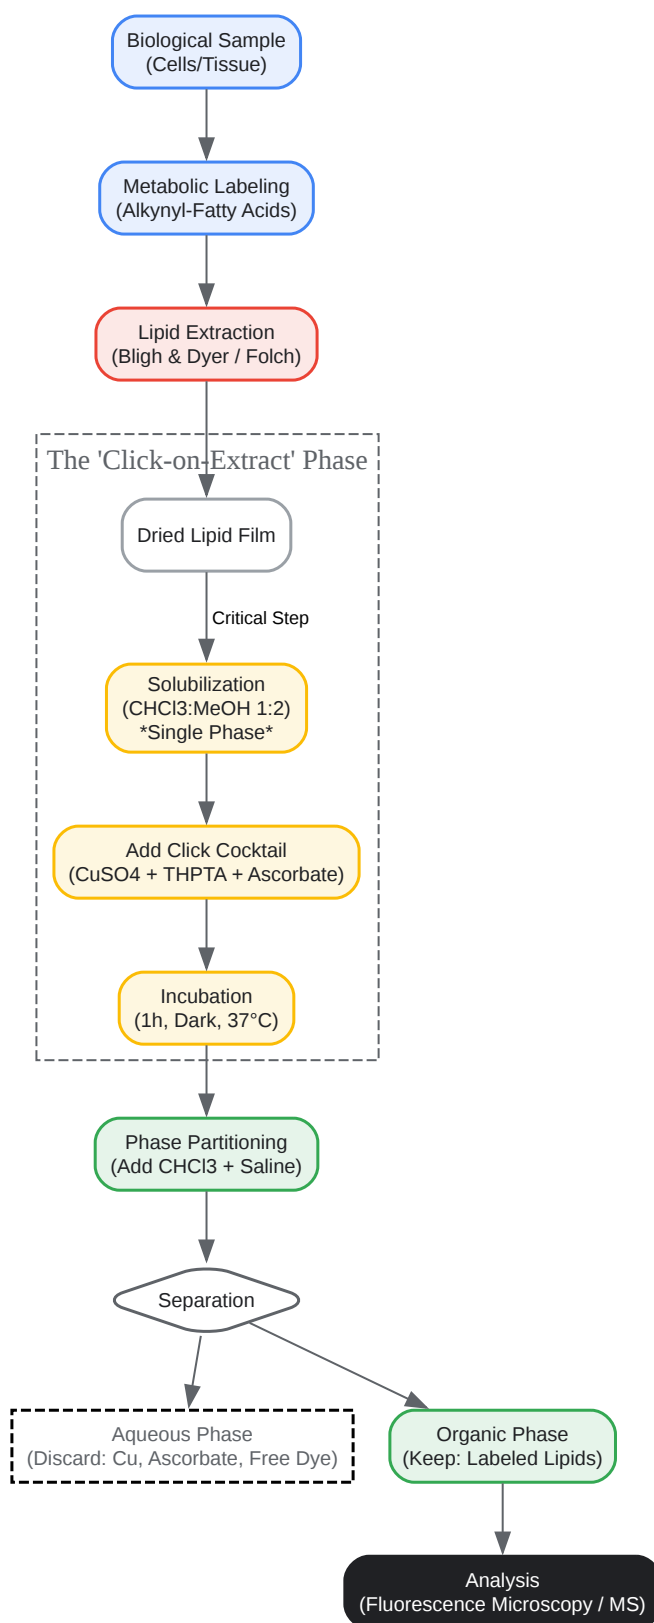 Biological Sample
(Cells/Tissue)
Metabolic Labeling
(Alkynyl-Fatty Acids)
Lipid Extraction
(Bligh & Dyer / Folch)
The 'Click-on-Extract' Phase
Dried Lipid Film
Critical Step
Solubilization
(CHCl3:MeOH 1:2)
*Single Phase*
Add Click Cocktail
(CuSO4 + THPTA + Ascorbate)
Incubation
(1h, Dark, 37°C)
Phase Partitioning
(Add CHCl3 + Saline)
Separation
Aqueous Phase
(Discard: Cu, Ascorbate, Free Dye)
Organic Phase
(Keep: Labeled Lipids)
Analysis
(Fluorescence Microscopy / MS)